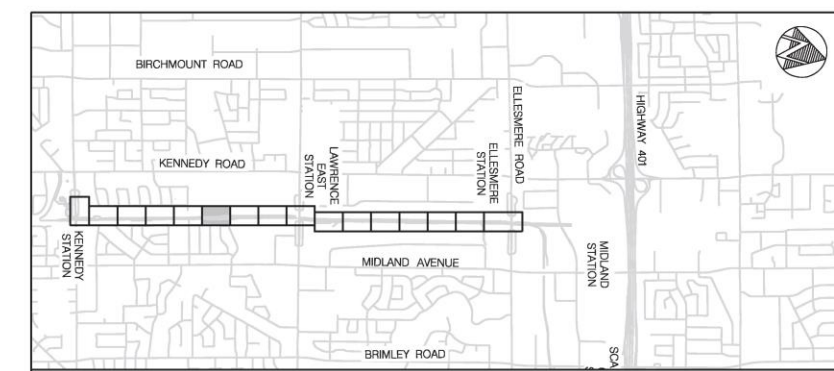 BIRCHMOUNT ROAD
KENNEDY ROAD
LAWRENCE
EAST
STATION
ELLESMERE
STATION
ELLESMERE ROAD
HIGHWAY 401
KENNEDY
STATION
MIDLAND AVENUE
MIDLAND
STATION
BRIMLEY ROAD
SCA